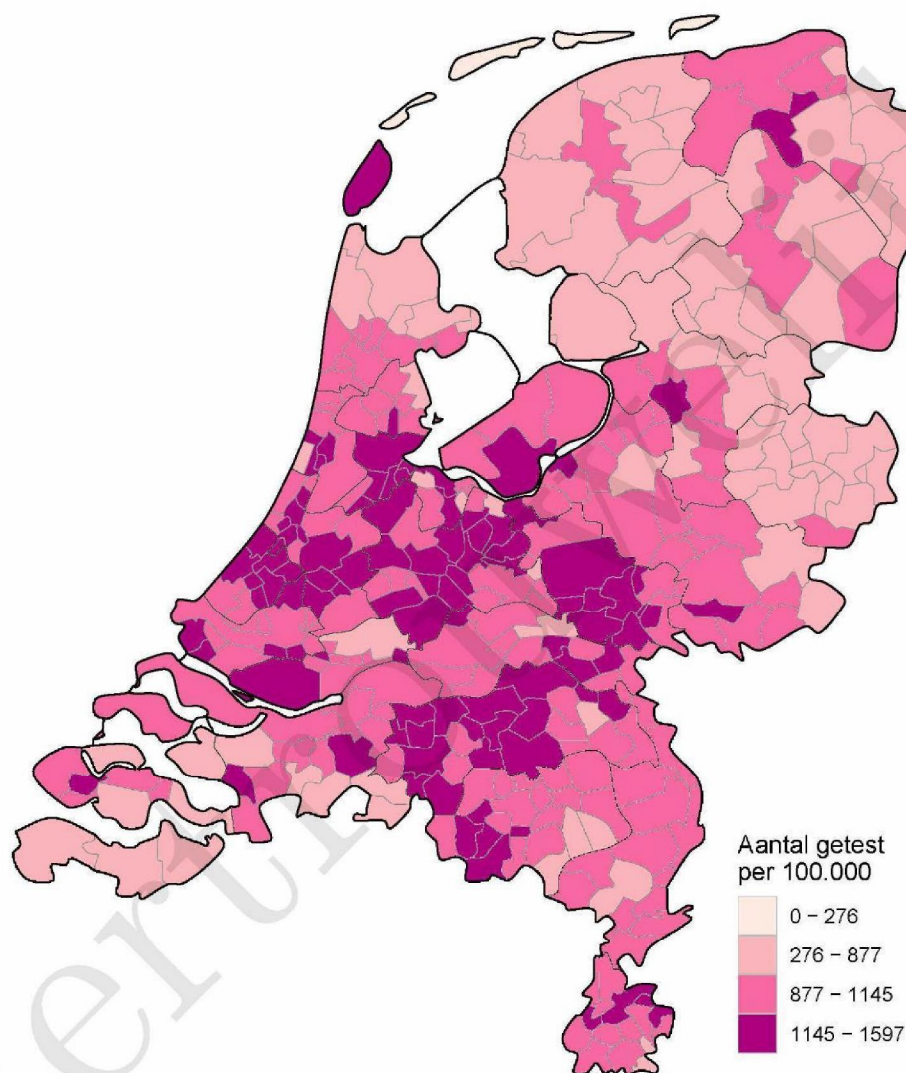 Aantal getest
per 100.000
0 – 276
276 – 877
877 – 1145
1145 – 1597